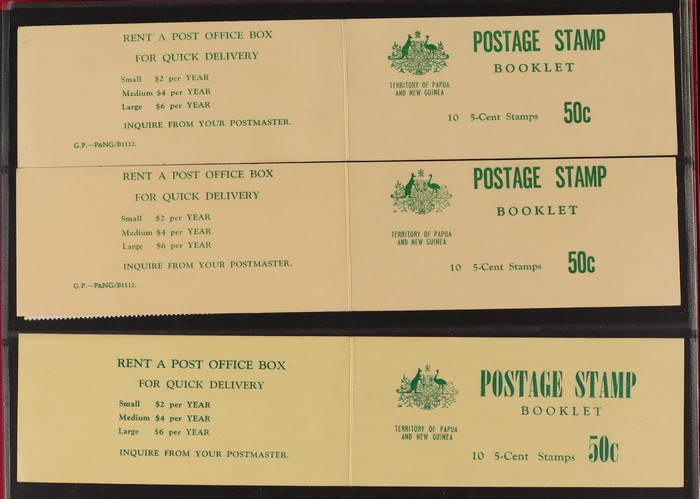 RENT A POST OFFICE BOX
FOR QUICK DELIVERY
Small $2 per YEAR
Medium $4 per YEAR
Large $6 per YEAR
INQUIRE FROM YOUR POSTMASTER.
G.P.—P&NG/B1112.
POSTAGE STAMP
BOOKLET
TERRITORY OF PAPUA
AND NEW GUINEA
10 5-Cent Stamps 50c
RENT A POST OFFICE BOX
FOR QUICK DELIVERY
Small $2 per YEAR
Medium $4 per YEAR
Large $6 per YEAR
INQUIRE FROM YOUR POSTMASTER.
G.P.—P&NG/B1112.
POSTAGE STAMP
BOOKLET
TERRITORY OF PAPUA
AND NEW GUINEA
10 5-Cent Stamps 50c
RENT A POST OFFICE BOX
FOR QUICK DELIVERY
Small $2 per YEAR
Medium $4 per YEAR
Large $6 per YEAR
INQUIRE FROM YOUR POSTMASTER.
POSTAGE STAMP
BOOKLET
TERRITORY OF PAPUA
AND NEW GUINEA
10 5-Cent Stamps 50c